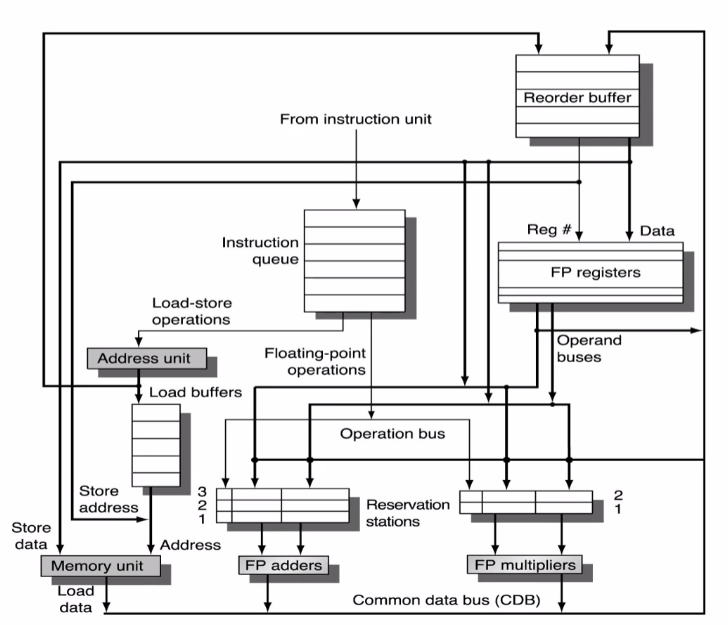 Reorder buffer
From instruction unit
Reg #
Data
Instruction
queue
FP registers
Load-store
operations
Operand
buses
Address unit
Floating-point
operations
Load buffers
Operation bus
3
2
1
Reservation
stations
2
1
Store
address
Store
data
Address
Memory unit
FP adders
FP multipliers
Load
data
Common data bus (CDB)